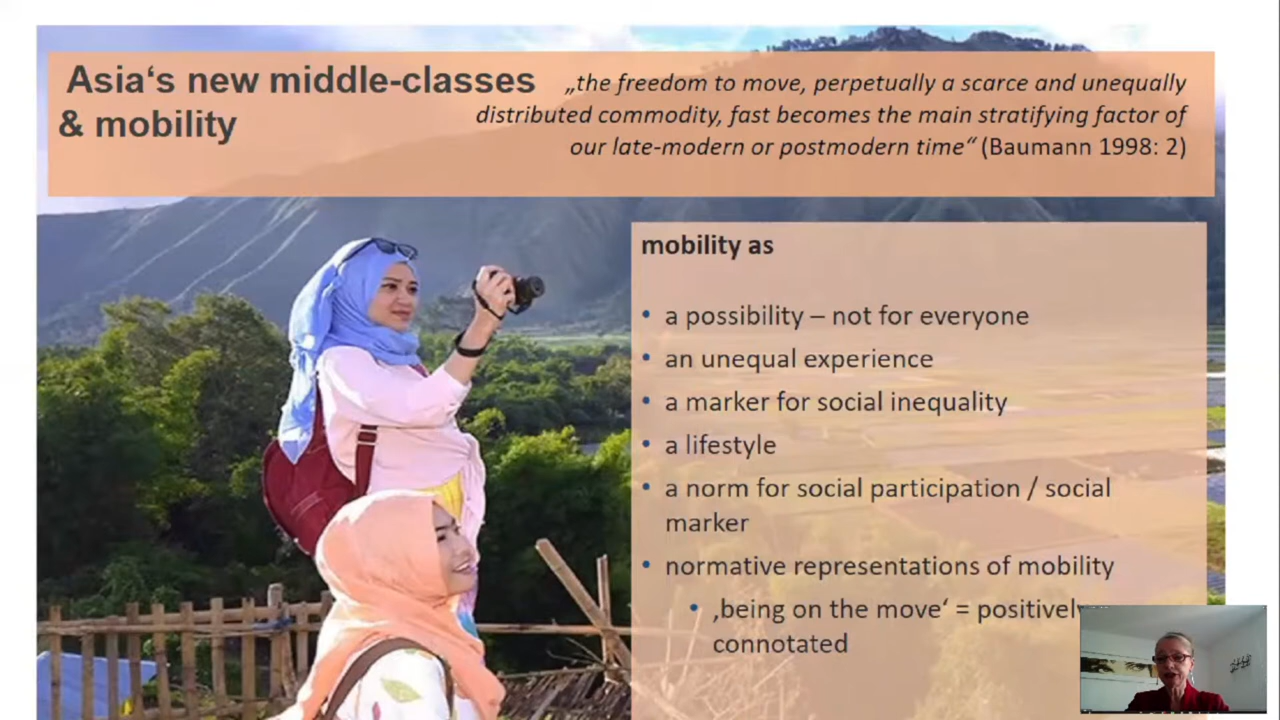 Asia‘s new middle-classes
& mobility
„the freedom to move, perpetually a scarce and unequally
distributed commodity, fast becomes the main stratifying factor of
our late-modern or postmodern time“ (Baumann 1998: 2)
mobility as
• a possibility – not for everyone
• an unequal experience
• a marker for social inequality
• a lifestyle
• a norm for social participation / social
marker
• normative representations of mobility
• ‚being on the move‘ = positively
connotated